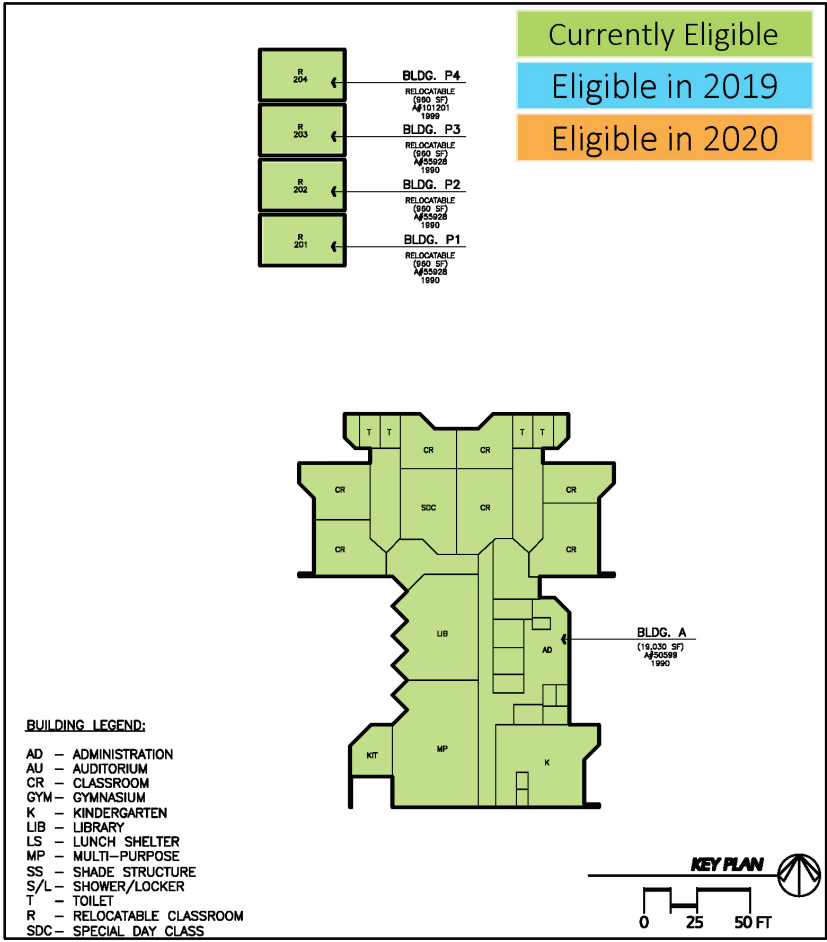 Currently Eligible
Eligible in 2019
Eligible in 2020
R
204
BLDG. P4
RELOCATABLE
(960 SF)
A#101201
1999
R
203
BLDG. P3
RELOCATABLE
(960 SF)
A#55928
1990
R
202
BLDG. P2
RELOCATABLE
(960 SF)
A#55928
1990
R
201
BLDG. P1
RELOCATABLE
(960 SF)
A#55928
1990
T T T T
CR CR
CR SDC CR CR
CR CR
LIB
AD
BLDG. A
(19,030 SF)
A#50599
1990
KIT MP K
BUILDING LEGEND:
AD – ADMINISTRATION
AU – AUDITORIUM
CR – CLASSROOM
GYM – GYMNASIUM
K – KINDERGARTEN
LIB – LIBRARY
LS – LUNCH SHELTER
MP – MULTI-PURPOSE
SS – SHADE STRUCTURE
S/L – SHOWER/LOCKER
T – TOILET
R – RELOCATABLE CLASSROOM
SDC – SPECIAL DAY CLASS
KEY PLAN
0 25 50 FT